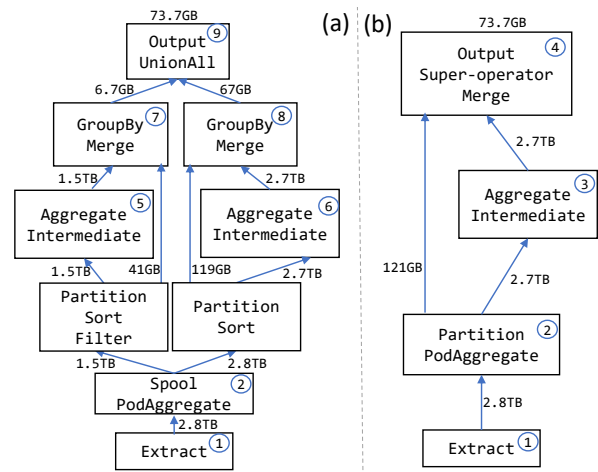 73.7GB
(a)
Output
UnionAll
9
6.7GB
67GB
GroupBy
Merge
7
GroupBy
Merge
8
1.5TB
2.7TB
Aggregate
Intermediate
5
Aggregate
Intermediate
6
1.5TB
41GB
119GB
2.7TB
Partition
Sort
Filter
Partition
Sort
1.5TB
2.8TB
Spool
PodAggregate
2
2.8TB
Extract
1
(b)
73.7GB
Output
Super-operator
Merge
4
2.7TB
Aggregate
Intermediate
3
121GB
2.7TB
Partition
PodAggregate
2
2.8TB
Extract
1